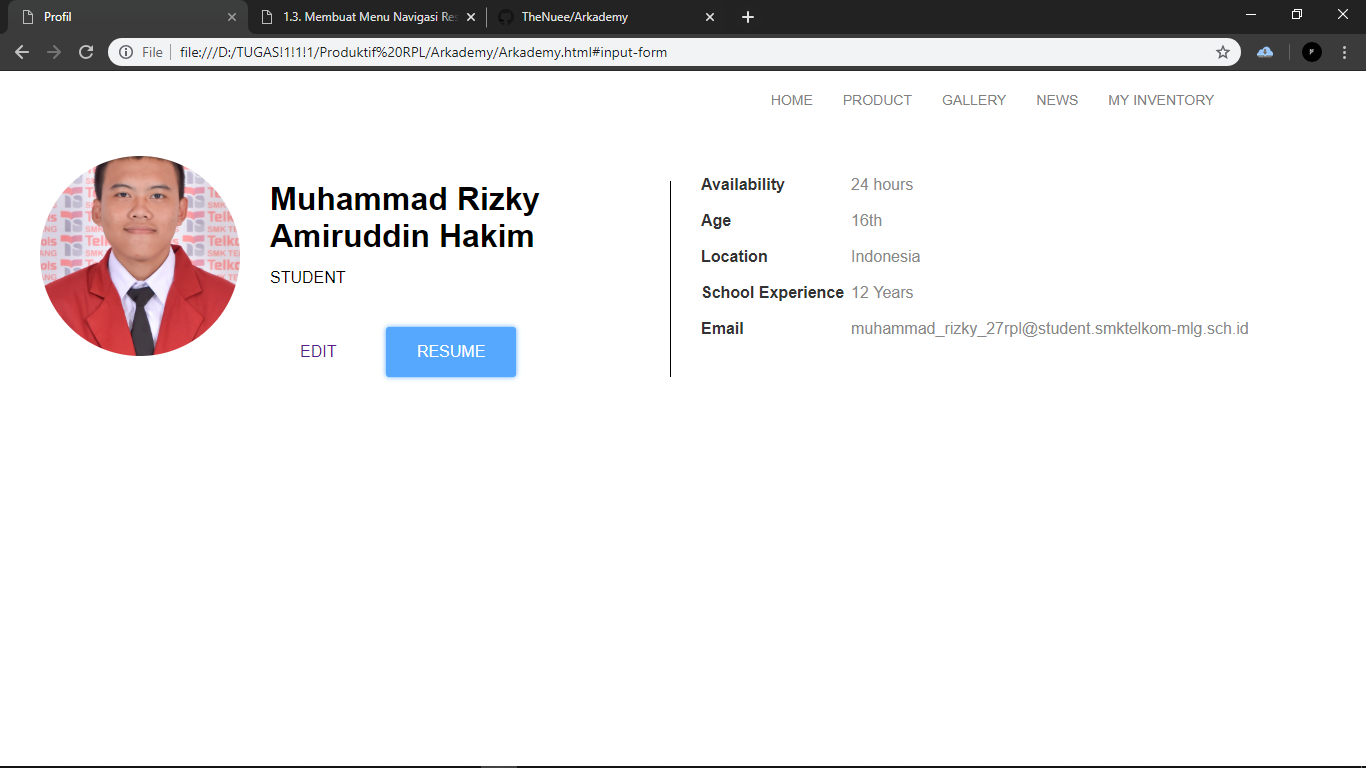 Profil
1.3. Membuat Menu Navigasi Res
TheNuee/Arkademy
File
file:///D:/TUGAS!1!1!1/Produktif%20RPL/Arkademy/Arkademy.html#input-form
HOME PRODUCT GALLERY NEWS MY INVENTORY
Muhammad Rizky
Amiruddin Hakim
STUDENT
EDIT RESUME
Availability 24 hours
Age 16th
Location Indonesia
School Experience 12 Years
Email muhammad_rizky_27rpl@student.smktelkom-mlg.sch.id